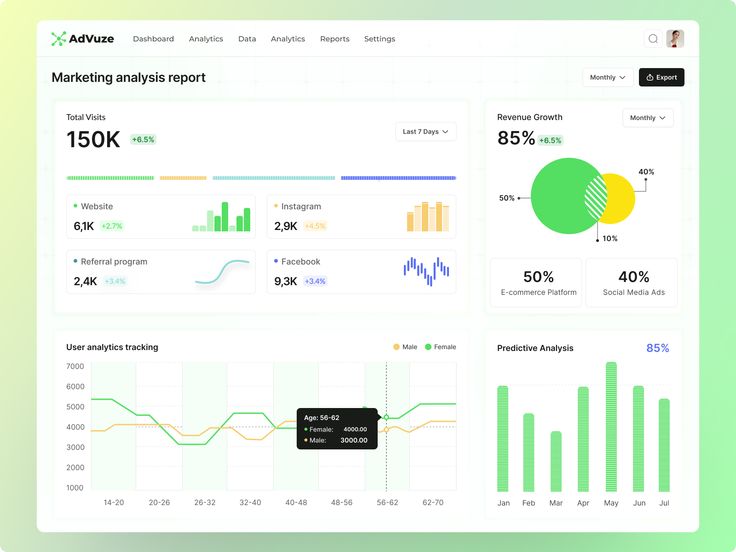 AdVuze
Dashboard
Analytics
Data
Analytics
Reports
Settings
Marketing analysis report
Monthly
Export
Total Visits
150K
+6.5%
Last 7 Days
Website
6,1K
+2.7%
Instagram
2,9K
+4.5%
Referral program
2,4K
+3.4%
Facebook
9,3K
+3.4%
Revenue Growth
85%
+6.5%
Monthly
40%
50%
10%
50%
E-commerce Platform
40%
Social Media Ads
User analytics tracking
Male
Female
7000
6000
5000
4000
3000
2000
1000
Age: 56-62
Female: 4000.00
Male: 3000.00
14-20
20-26
26-32
32-40
40-48
48-56
56-62
62-70
Predictive Analysis
85%
Jan
Feb
Mar
Apr
May
Jun
Jul